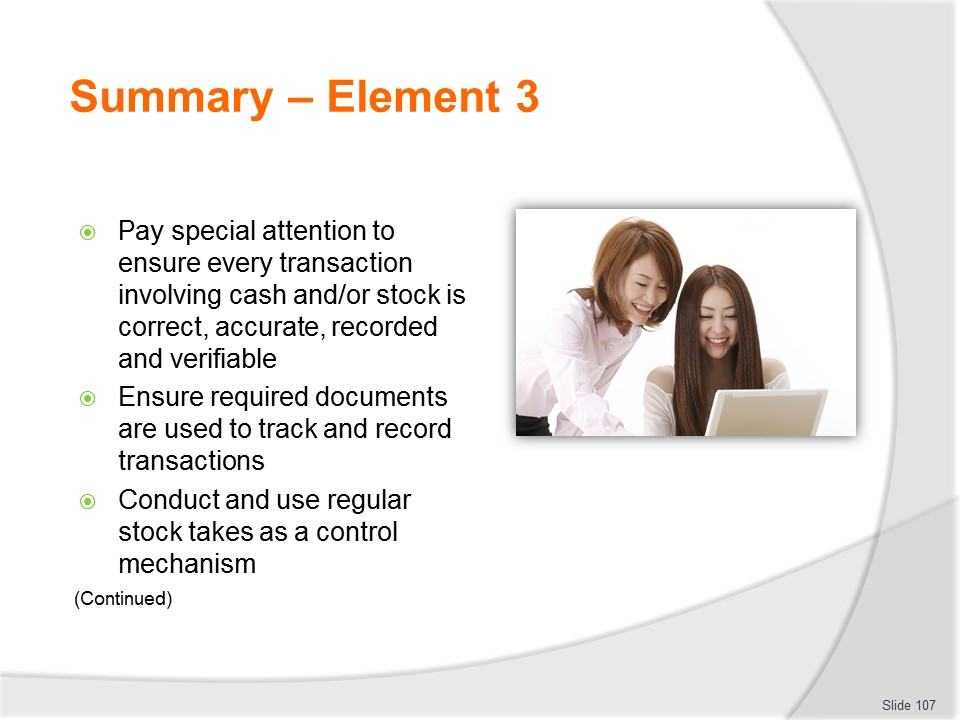 Summary – Element 3
Pay special attention to
ensure every transaction
involving cash and/or stock is
correct, accurate, recorded
and verifiable
Ensure required documents
are used to track and record
transactions
Conduct and use regular
stock takes as a control
mechanism
(Continued)
Slide 107